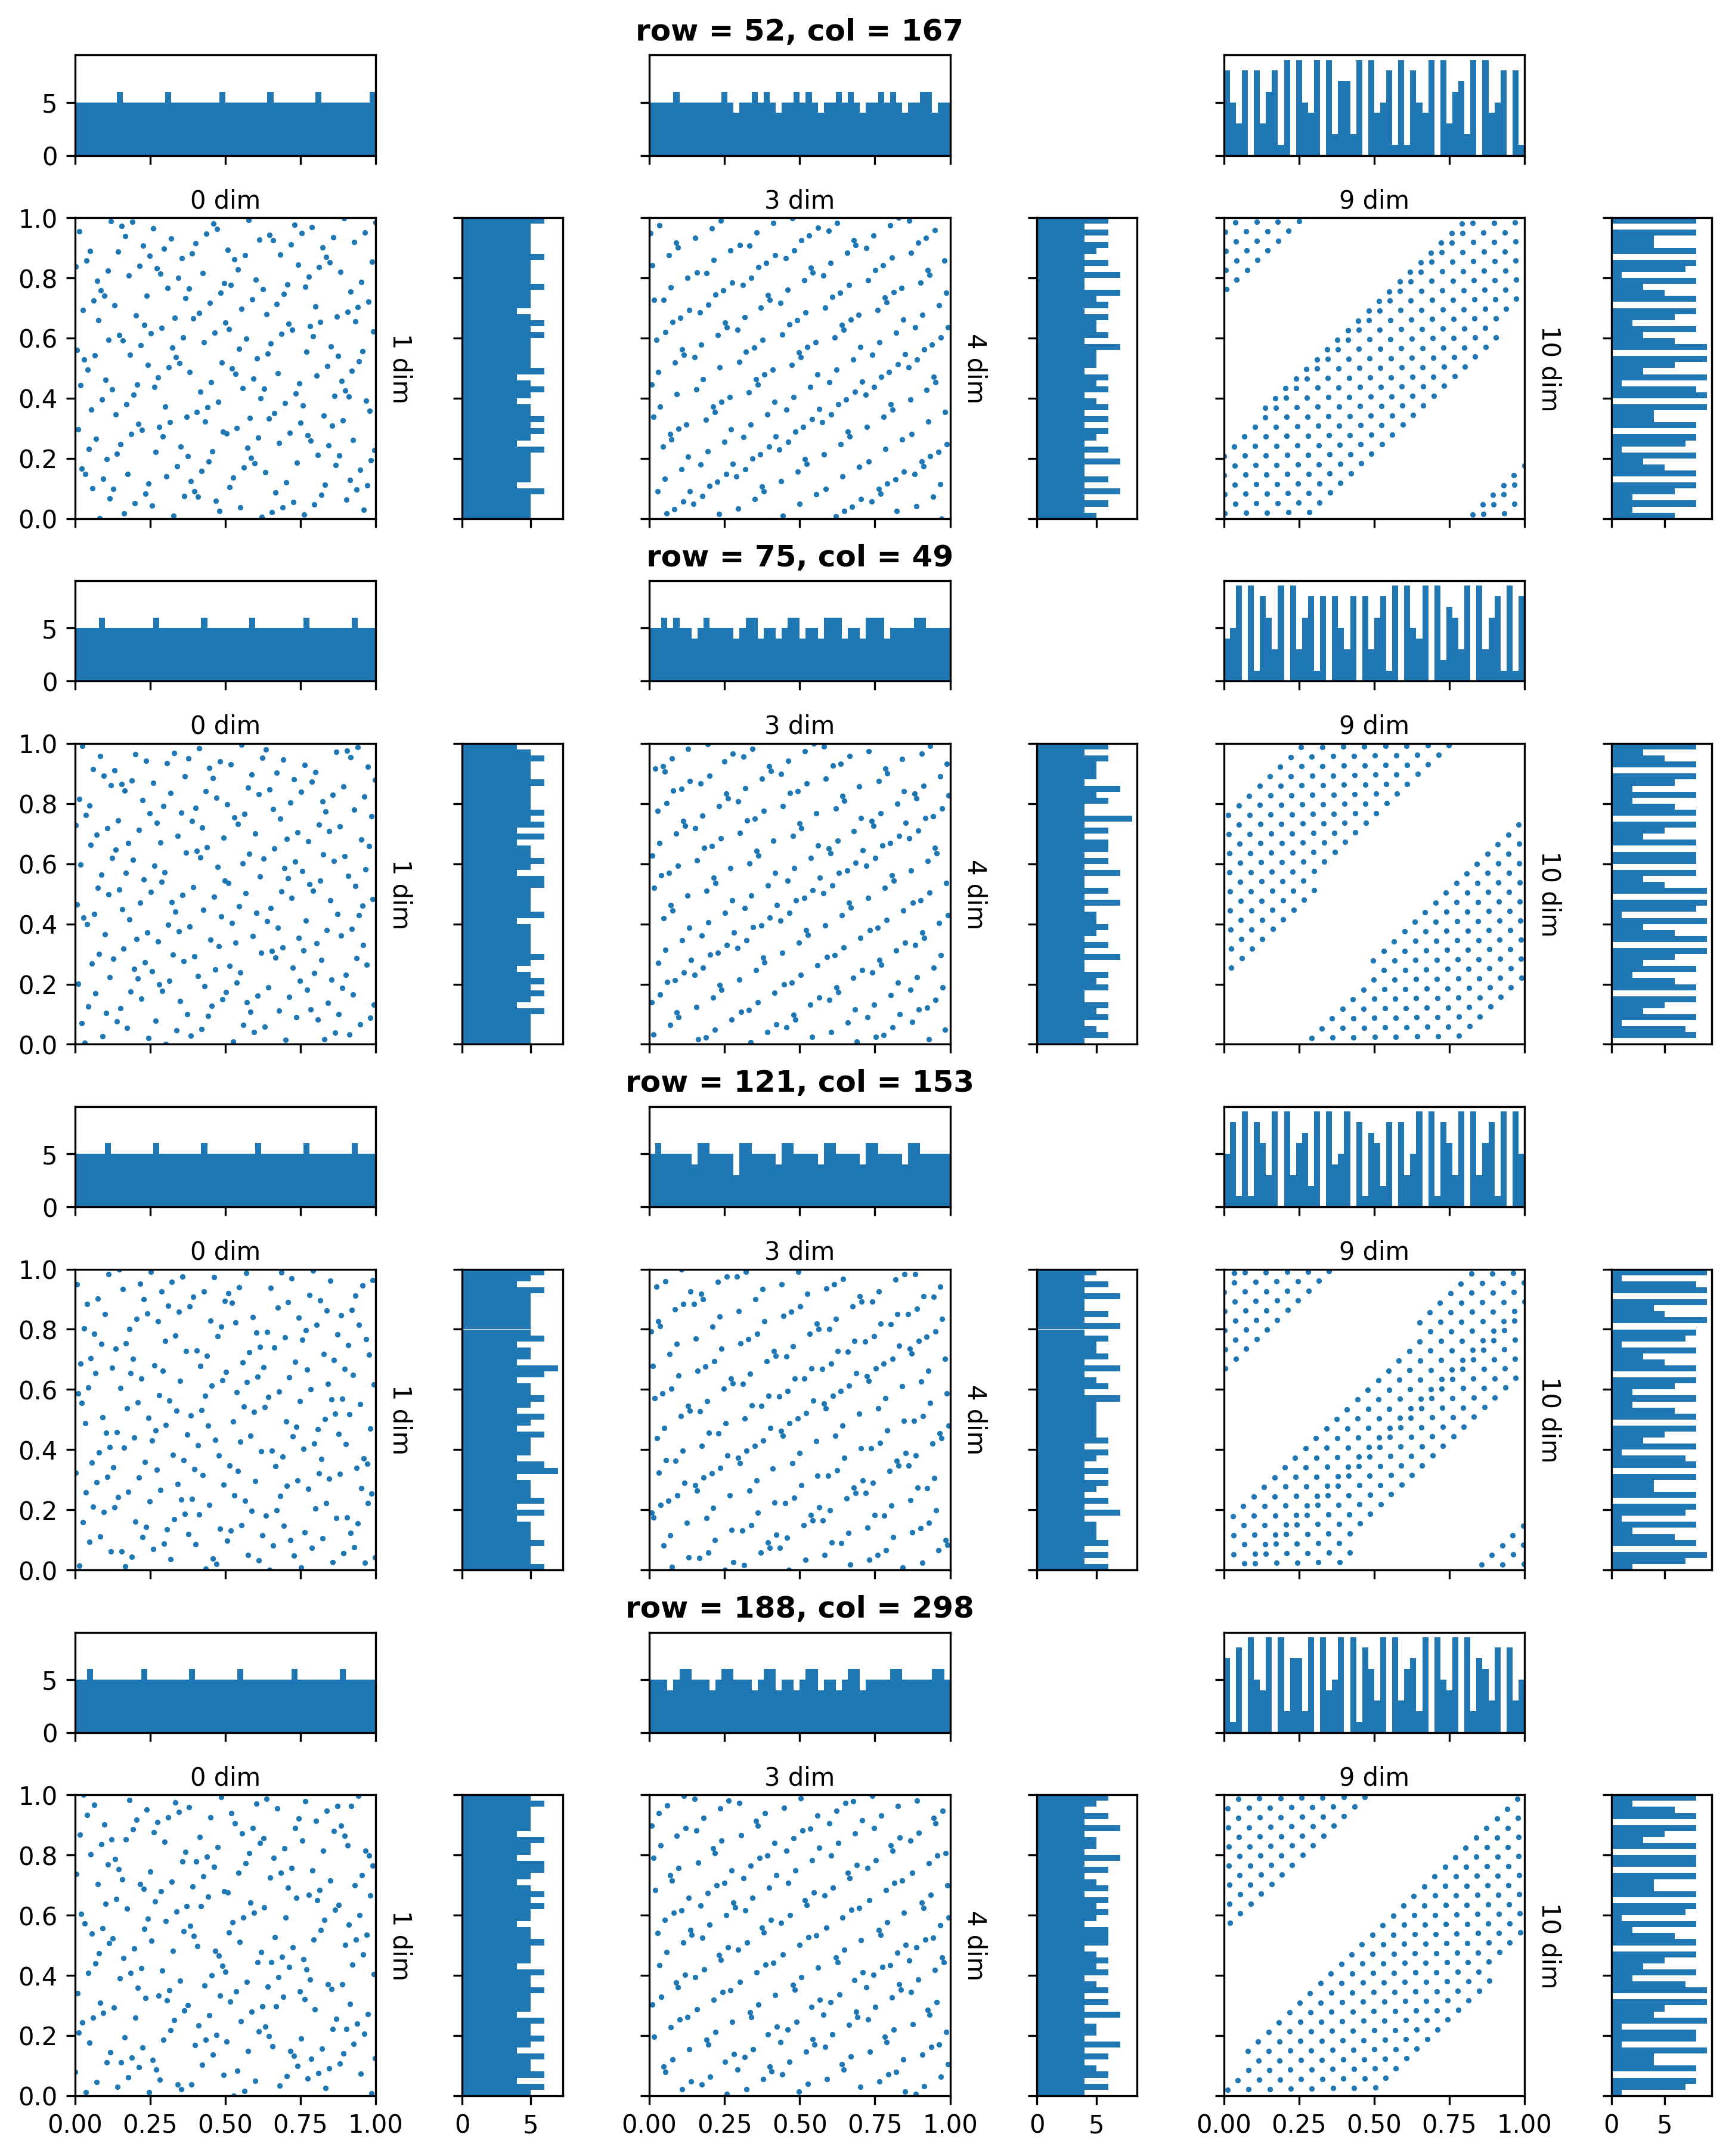 row = 52, col = 167
5
0
0 dim
3 dim
9 dim
1.0
0.8
0.6
0.4
0.2
0.0
1 dim
4 dim
10 dim
row = 75, col = 49
5
0
0 dim
3 dim
9 dim
1.0
0.8
0.6
0.4
0.2
0.0
1 dim
4 dim
10 dim
row = 121, col = 153
5
0
0 dim
3 dim
9 dim
1.0
0.8
0.6
0.4
0.2
0.0
1 dim
4 dim
10 dim
row = 188, col = 298
5
0
0 dim
3 dim
9 dim
1.0
0.8
0.6
0.4
0.2
0.0
1 dim
4 dim
10 dim
0.00 0.25 0.50 0.75 1.00 0 5 0.00 0.25 0.50 0.75 1.00 0 5 0.00 0.25 0.50 0.75 1.00 0 5